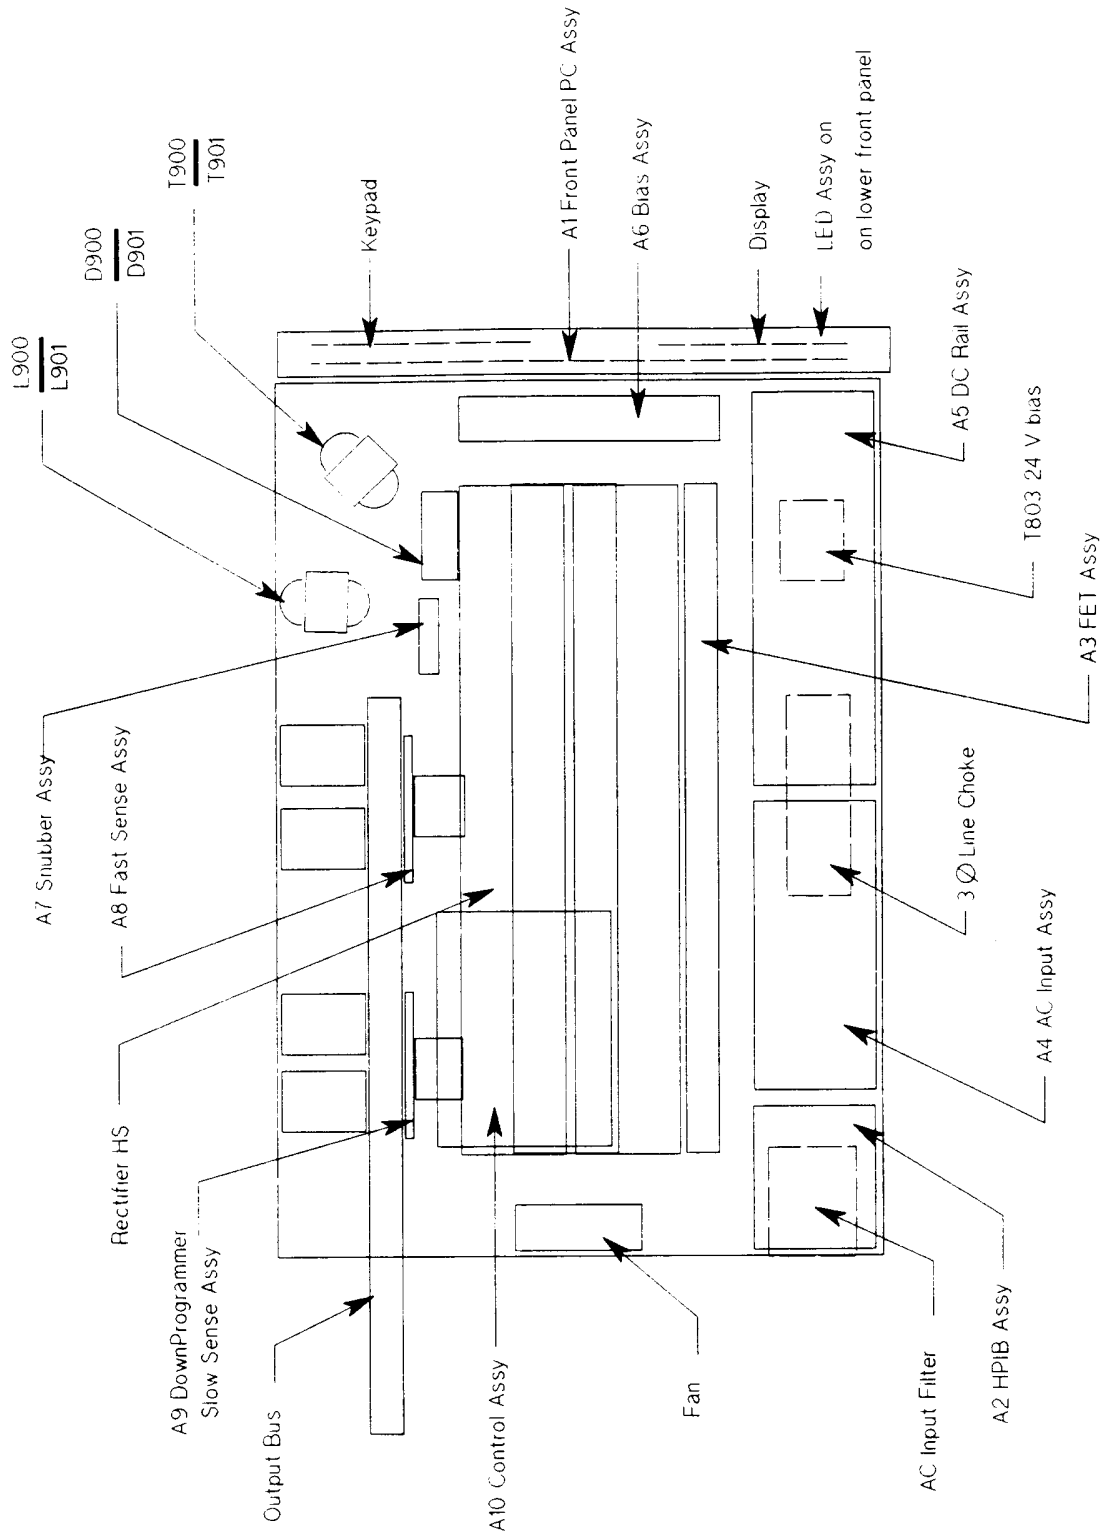 L900
L901
D900
D901
T900
T901
A7 Snubber Assy
A8 Fast Sense Assy
Rectifier HS
A9 DownProgrammer
Slow Sense Assy
Output Bus
Keypad
A1 Front Panel PC Assy
A6 Bias Assy
Display
LED Assy on
on lower front panel
A10 Control Assy
Fan
AC Input Filter
A2 HPIB Assy
A4 AC Input Assy
3 Ø Line Choke
A3 FET Assy
T803 24 V bias
A5 DC Rail Assy